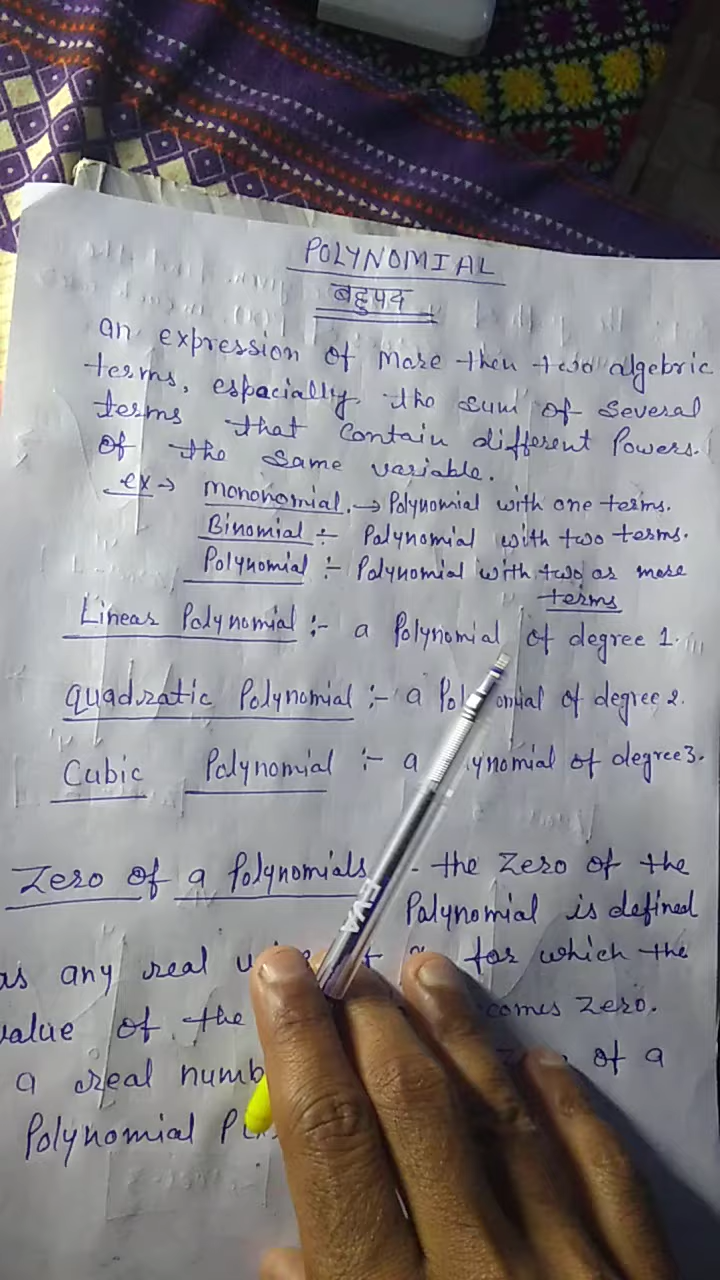 POLYNOMIAL
बहुपद
an expression of more then two algebric
terms, espacially the sum of several
terms that contain different Powers.
of the same variable.
ex → mononomial. → Polynomial with one terms.
Binomial :- Polynomial with two terms.
Polynomial :- Polynomial with two or more
terms
Linear Polynomial :- a Polynomial of degree 1.
quadratic Polynomial :- a Pol omial of degree 2.
Cubic Polynomial :- a lynomial of degree 3.
Zero of a Polynomials - the Zero of the
Polynomial is defined
as any real for which the
value of the comes zero.
a real numb of a
Polynomial
EVA